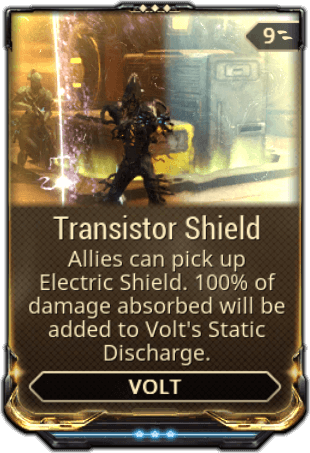 9
Transistor Shield
Allies can pick up
Electric Shield. 100% of
damage absorbed will be
added to Volt's Static
Discharge.
VOLT